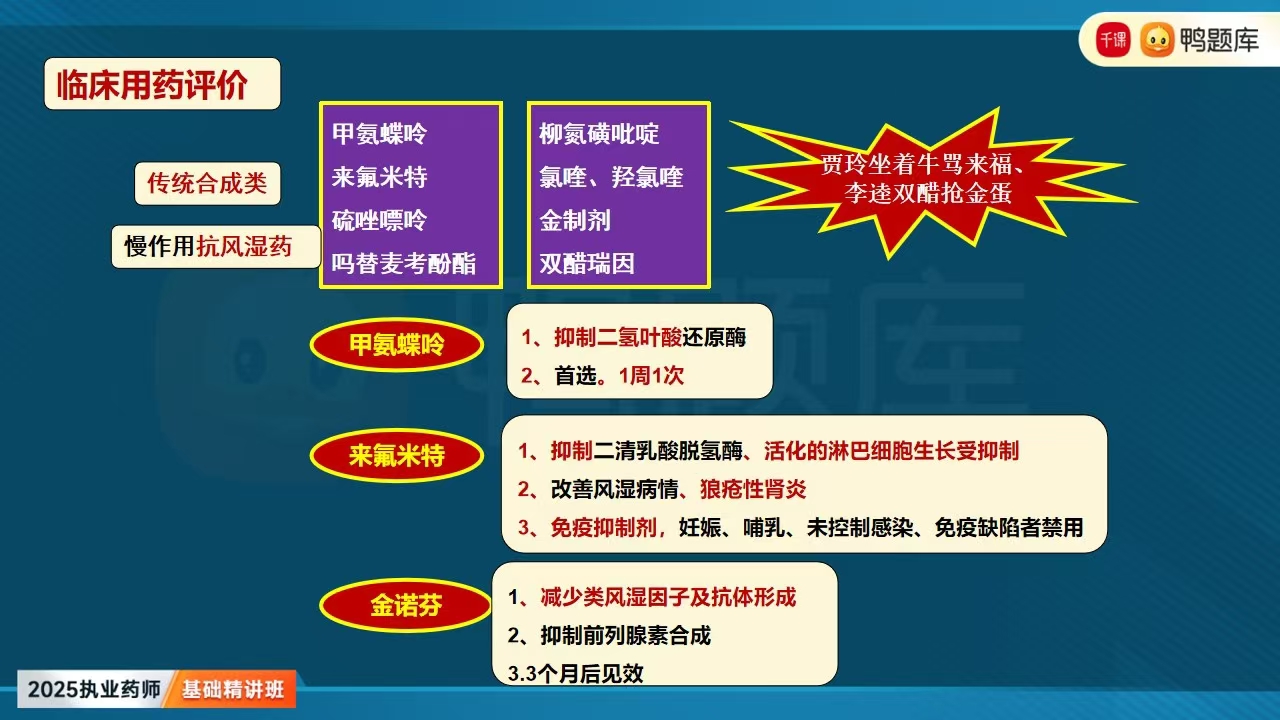 千课 鸭题库
临床用药评价
传统合成类
慢作用抗风湿药
甲氨蝶呤
来氟米特
硫唑嘌呤
吗替麦考酚酯
柳氮磺吡啶
氯喹、羟氯喹
金制剂
双醋瑞因
贾玲坐着牛骂来福、
李逵双醋抢金蛋
甲氨蝶呤
1、抑制二氢叶酸还原酶
2、首选。1周1次
来氟米特
1、抑制二清乳酸脱氢酶、活化的淋巴细胞生长受抑制
2、改善风湿病情、狼疮性肾炎
3、免疫抑制剂，妊娠、哺乳、未控制感染、免疫缺陷者禁用
金诺芬
1、减少类风湿因子及抗体形成
2、抑制前列腺素合成
3.3个月后见效
鸭题库
2025执业药师 基础精讲班